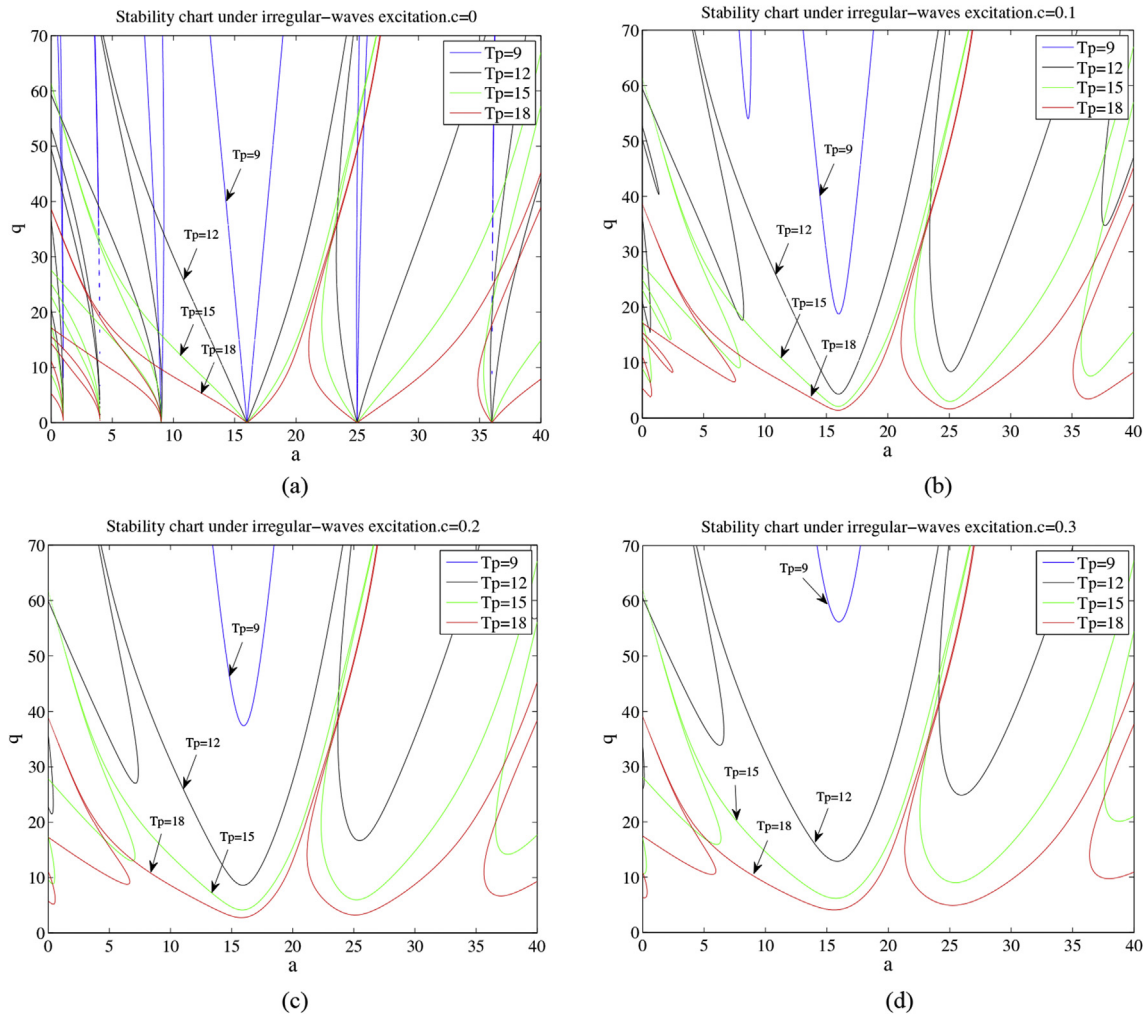 Stability chart under irregular−waves excitation.c=0
70
60
50
40
30
20
10
0
q
0
5
10
15
20
25
30
35
40
a
Tp=9
Tp=12
Tp=15
Tp=18
Tp=9
Tp=12
Tp=15
Tp=18
(a)
Stability chart under irregular−waves excitation.c=0.1
70
60
50
40
30
20
10
0
q
0
5
10
15
20
25
30
35
40
a
Tp=9
Tp=12
Tp=15
Tp=18
Tp=9
Tp=12
Tp=15
Tp=18
(b)
Stability chart under irregular−waves excitation.c=0.2
70
60
50
40
30
20
10
0
q
0
5
10
15
20
25
30
35
40
a
Tp=9
Tp=12
Tp=15
Tp=18
Tp=9
Tp=12
Tp=18
Tp=15
(c)
Stability chart under irregular−waves excitation.c=0.3
70
60
50
40
30
20
10
0
q
0
5
10
15
20
25
30
35
40
a
Tp=9
Tp=12
Tp=15
Tp=18
Tp=9
Tp=15
Tp=12
Tp=18
(d)